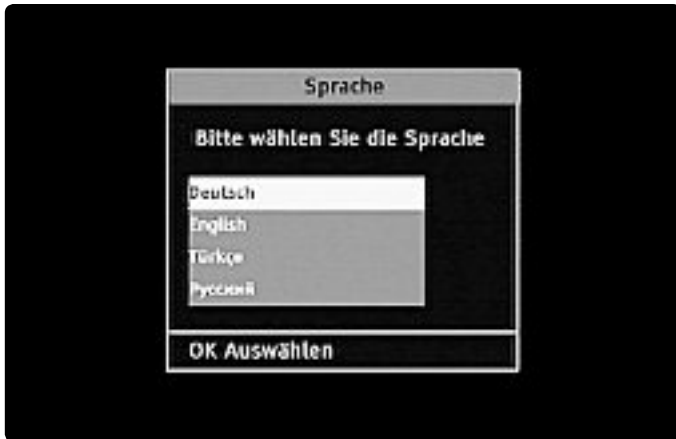 Sprache
Bitte wählen Sie die Sprache
Deutsch
English
Türkçe
Русский
OK Auswählen